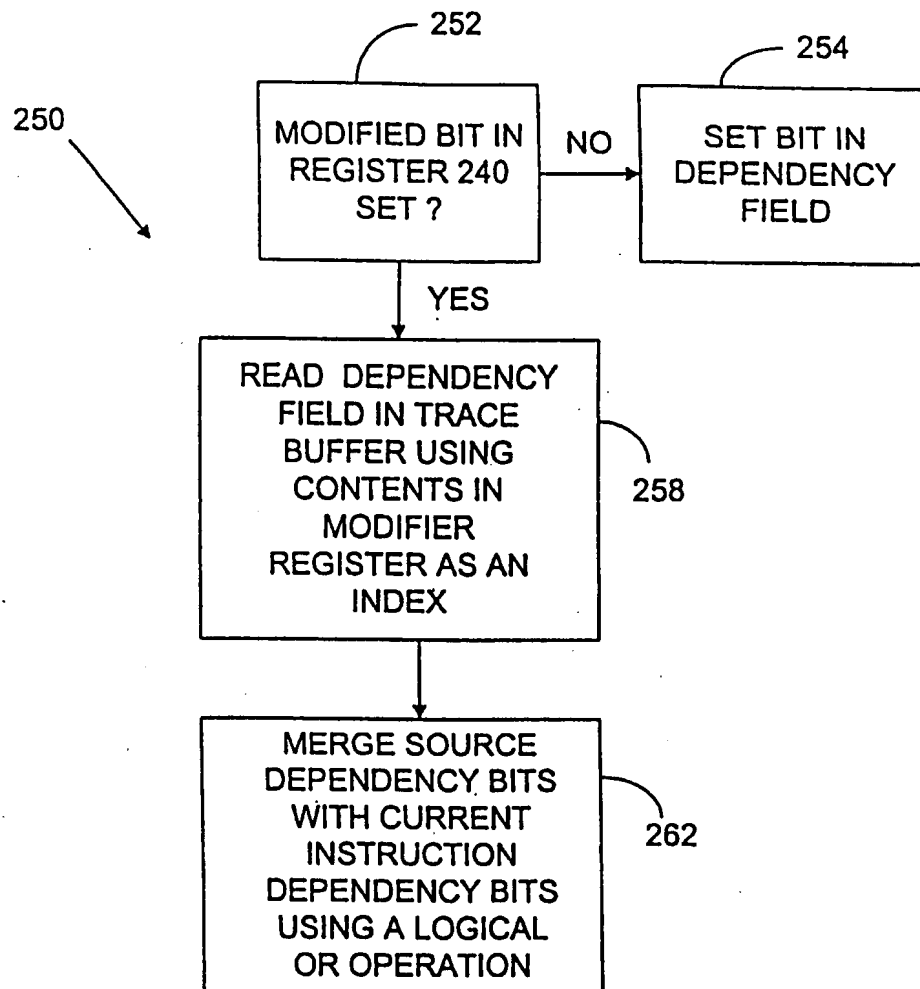 252
254
250
MODIFIED BIT IN
REGISTER 240
SET ?
NO
SET BIT IN
DEPENDENCY
FIELD
YES
READ DEPENDENCY
FIELD IN TRACE
BUFFER USING
CONTENTS IN
MODIFIER
REGISTER AS AN
INDEX
258
MERGE SOURCE
DEPENDENCY BITS
WITH CURRENT
INSTRUCTION
DEPENDENCY BITS
USING A LOGICAL
OR OPERATION
262